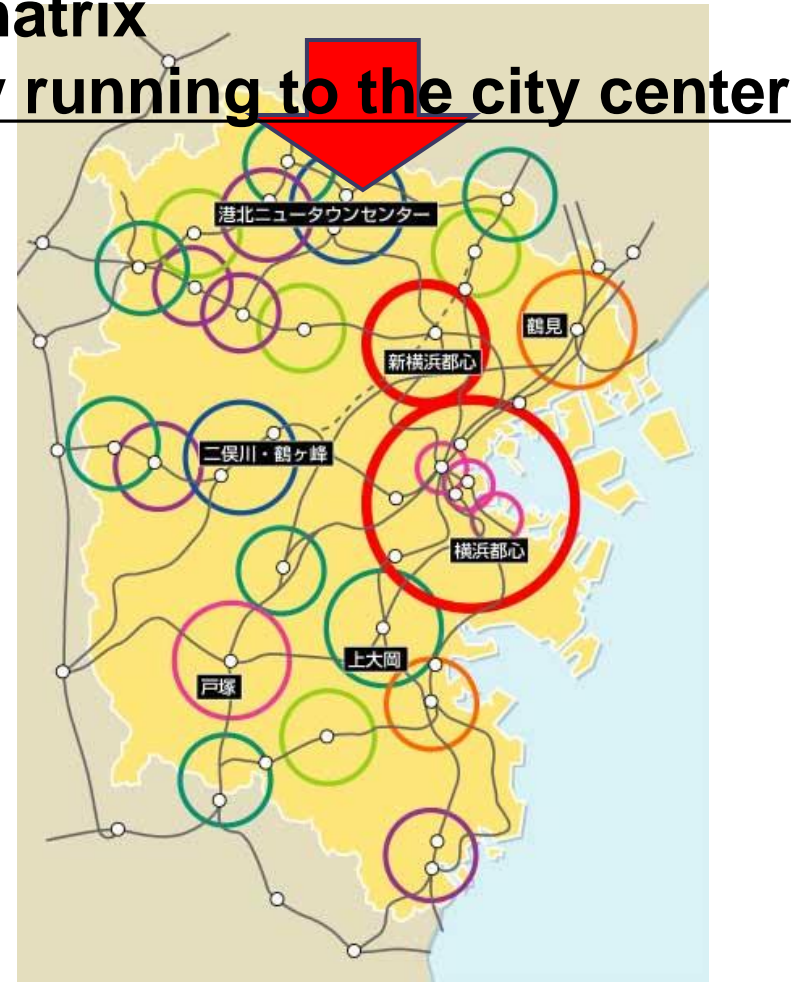 matrix
running to the city center
港北ニュータウンセンター
鶴見
新横浜都心
二俣川・鶴ヶ峰
横浜都心
上大岡
戸塚